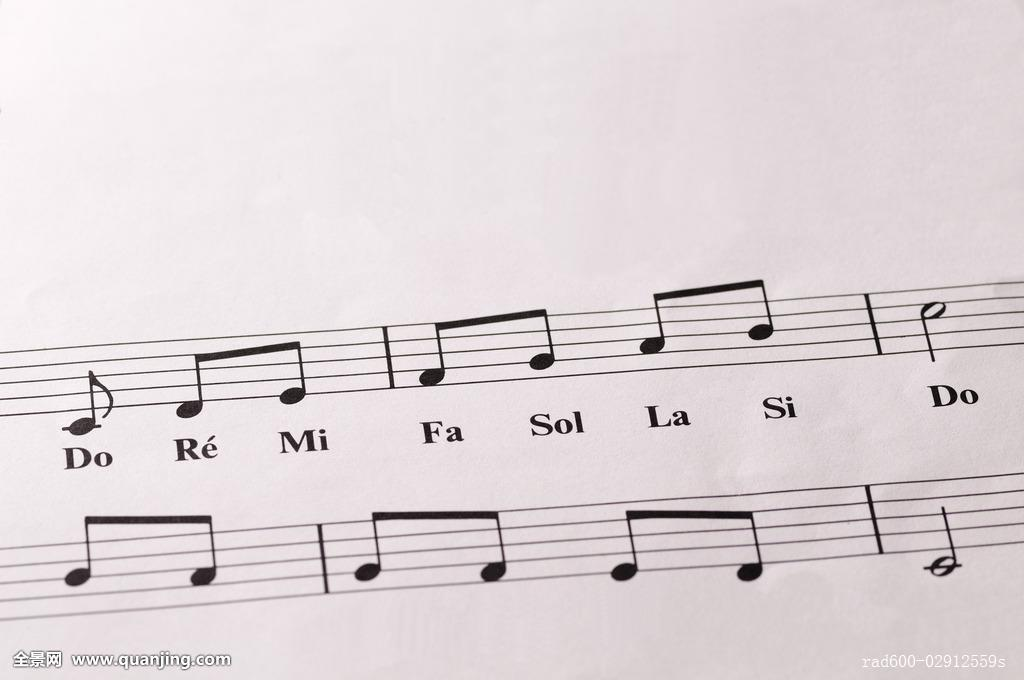 Do Ré Mi Fa Sol La Si Do
全景网 www.quanjing.com
rad600-02912559s